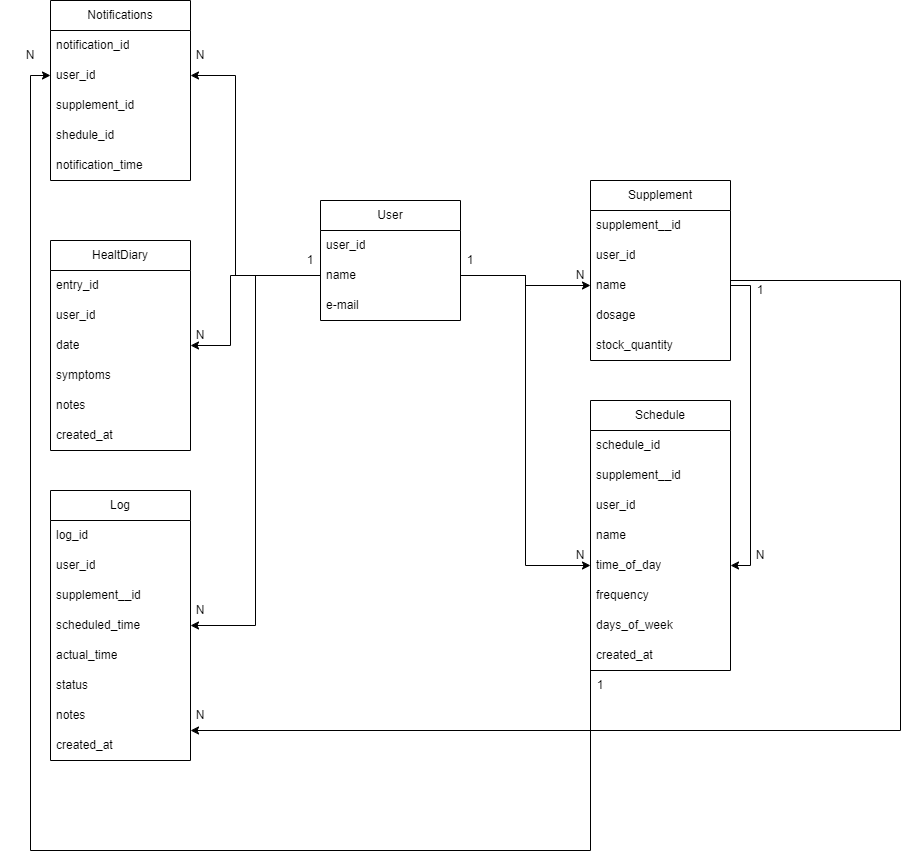 Notifications
notification_id
user_id
supplement_id
shedule_id
notification_time
N
N
HealtDiary
entry_id
user_id
date
symptoms
notes
created_at
N
Log
log_id
user_id
supplement__id
scheduled_time
actual_time
status
notes
created_at
N
N
User
user_id
name
e-mail
1
1
Supplement
supplement__id
user_id
name
dosage
stock_quantity
N
1
Schedule
schedule_id
supplement__id
user_id
name
time_of_day
frequency
days_of_week
created_at
N
N
1